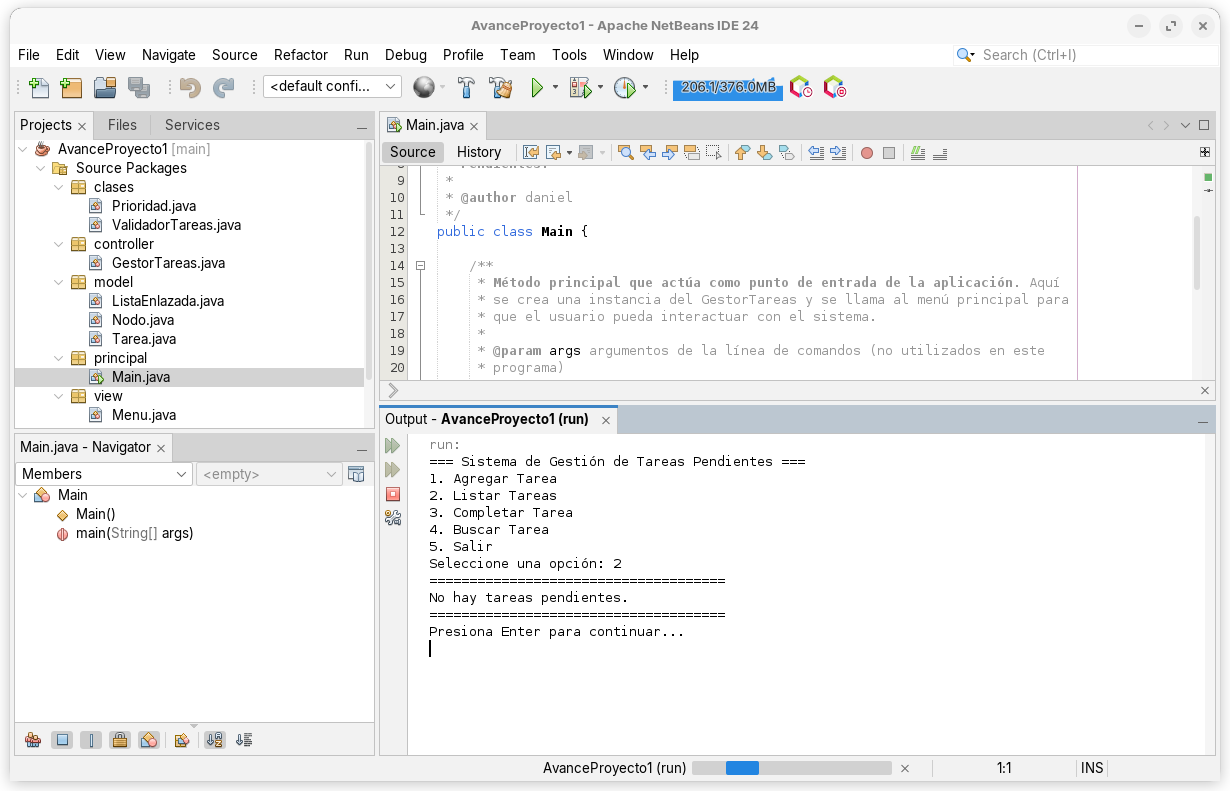 AvanceProyecto1 - Apache NetBeans IDE 24
File Edit View Navigate Source Refactor Run Debug Profile Team Tools Window Help
Search (Ctrl+I)
<default confi...
206.1/376.0MB
Projects
Files
Services
AvanceProyecto1 [main]
Source Packages
clases
Prioridad.java
ValidadorTareas.java
controller
GestorTareas.java
model
ListaEnlazada.java
Nodo.java
Tarea.java
principal
Main.java
view
Menu.java
Main.java - Navigator
Members
<empty>
Main
Main()
main(String[] args)
Main.java
Source
History
9 *
10 * @author daniel
11 */
12 public class Main {
13
14 /**
15 * Método principal que actúa como punto de entrada de la aplicación. Aquí
16 * se crea una instancia del GestorTareas y se llama al menú principal para
17 * que el usuario pueda interactuar con el sistema.
18 *
19 * @param args argumentos de la línea de comandos (no utilizados en este
20 * programa)
Output - AvanceProyecto1 (run)
run:
=== Sistema de Gestión de Tareas Pendientes ===
1. Agregar Tarea
2. Listar Tareas
3. Completar Tarea
4. Buscar Tarea
5. Salir
Seleccione una opción: 2
=====================================
No hay tareas pendientes.
=====================================
Presiona Enter para continuar...
AvanceProyecto1 (run)
1:1
INS